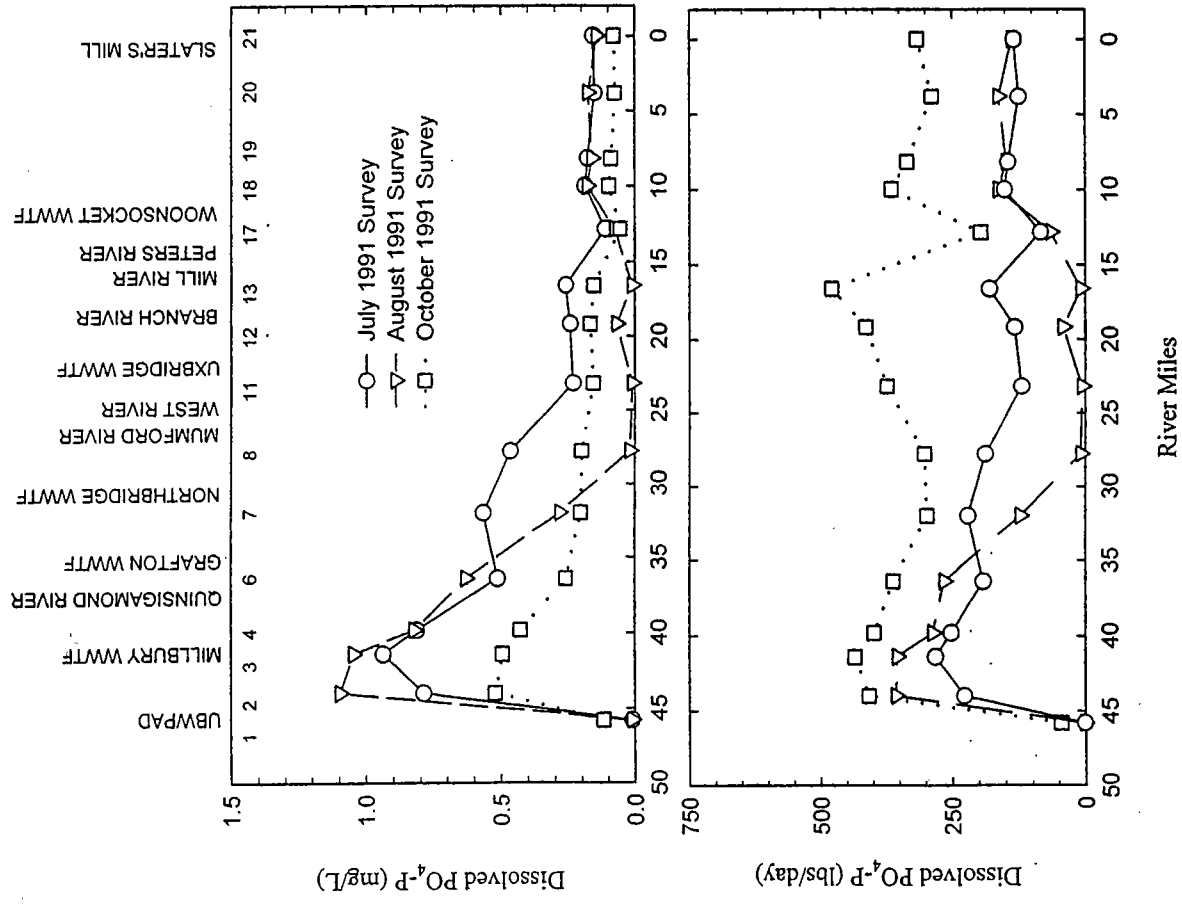 UBWPAD
MILLBURY WWTF
QUINSIGAMOND RIVER
GRAFTON WWTF
NORTHBRIDGE WWTF
MUMFORD RIVER
WEST RIVER
UXBRIDGE WWTF
BRANCH RIVER
MILL RIVER
PETERS RIVER
WOONSOCKET WWTF
SLATER'S MILL
1 2 3 4 6 7 8 11 12 13 17 18 19 20 21
Dissolved PO₄-P (mg/L)
1.5
1.0
0.5
0.0
July 1991 Survey
August 1991 Survey
October 1991 Survey
50 45 40 35 30 25 20 15 10 5 0
Dissolved PO₄-P (lbs/day)
750
500
250
0
50 45 40 35 30 25 20 15 10 5 0
River Miles